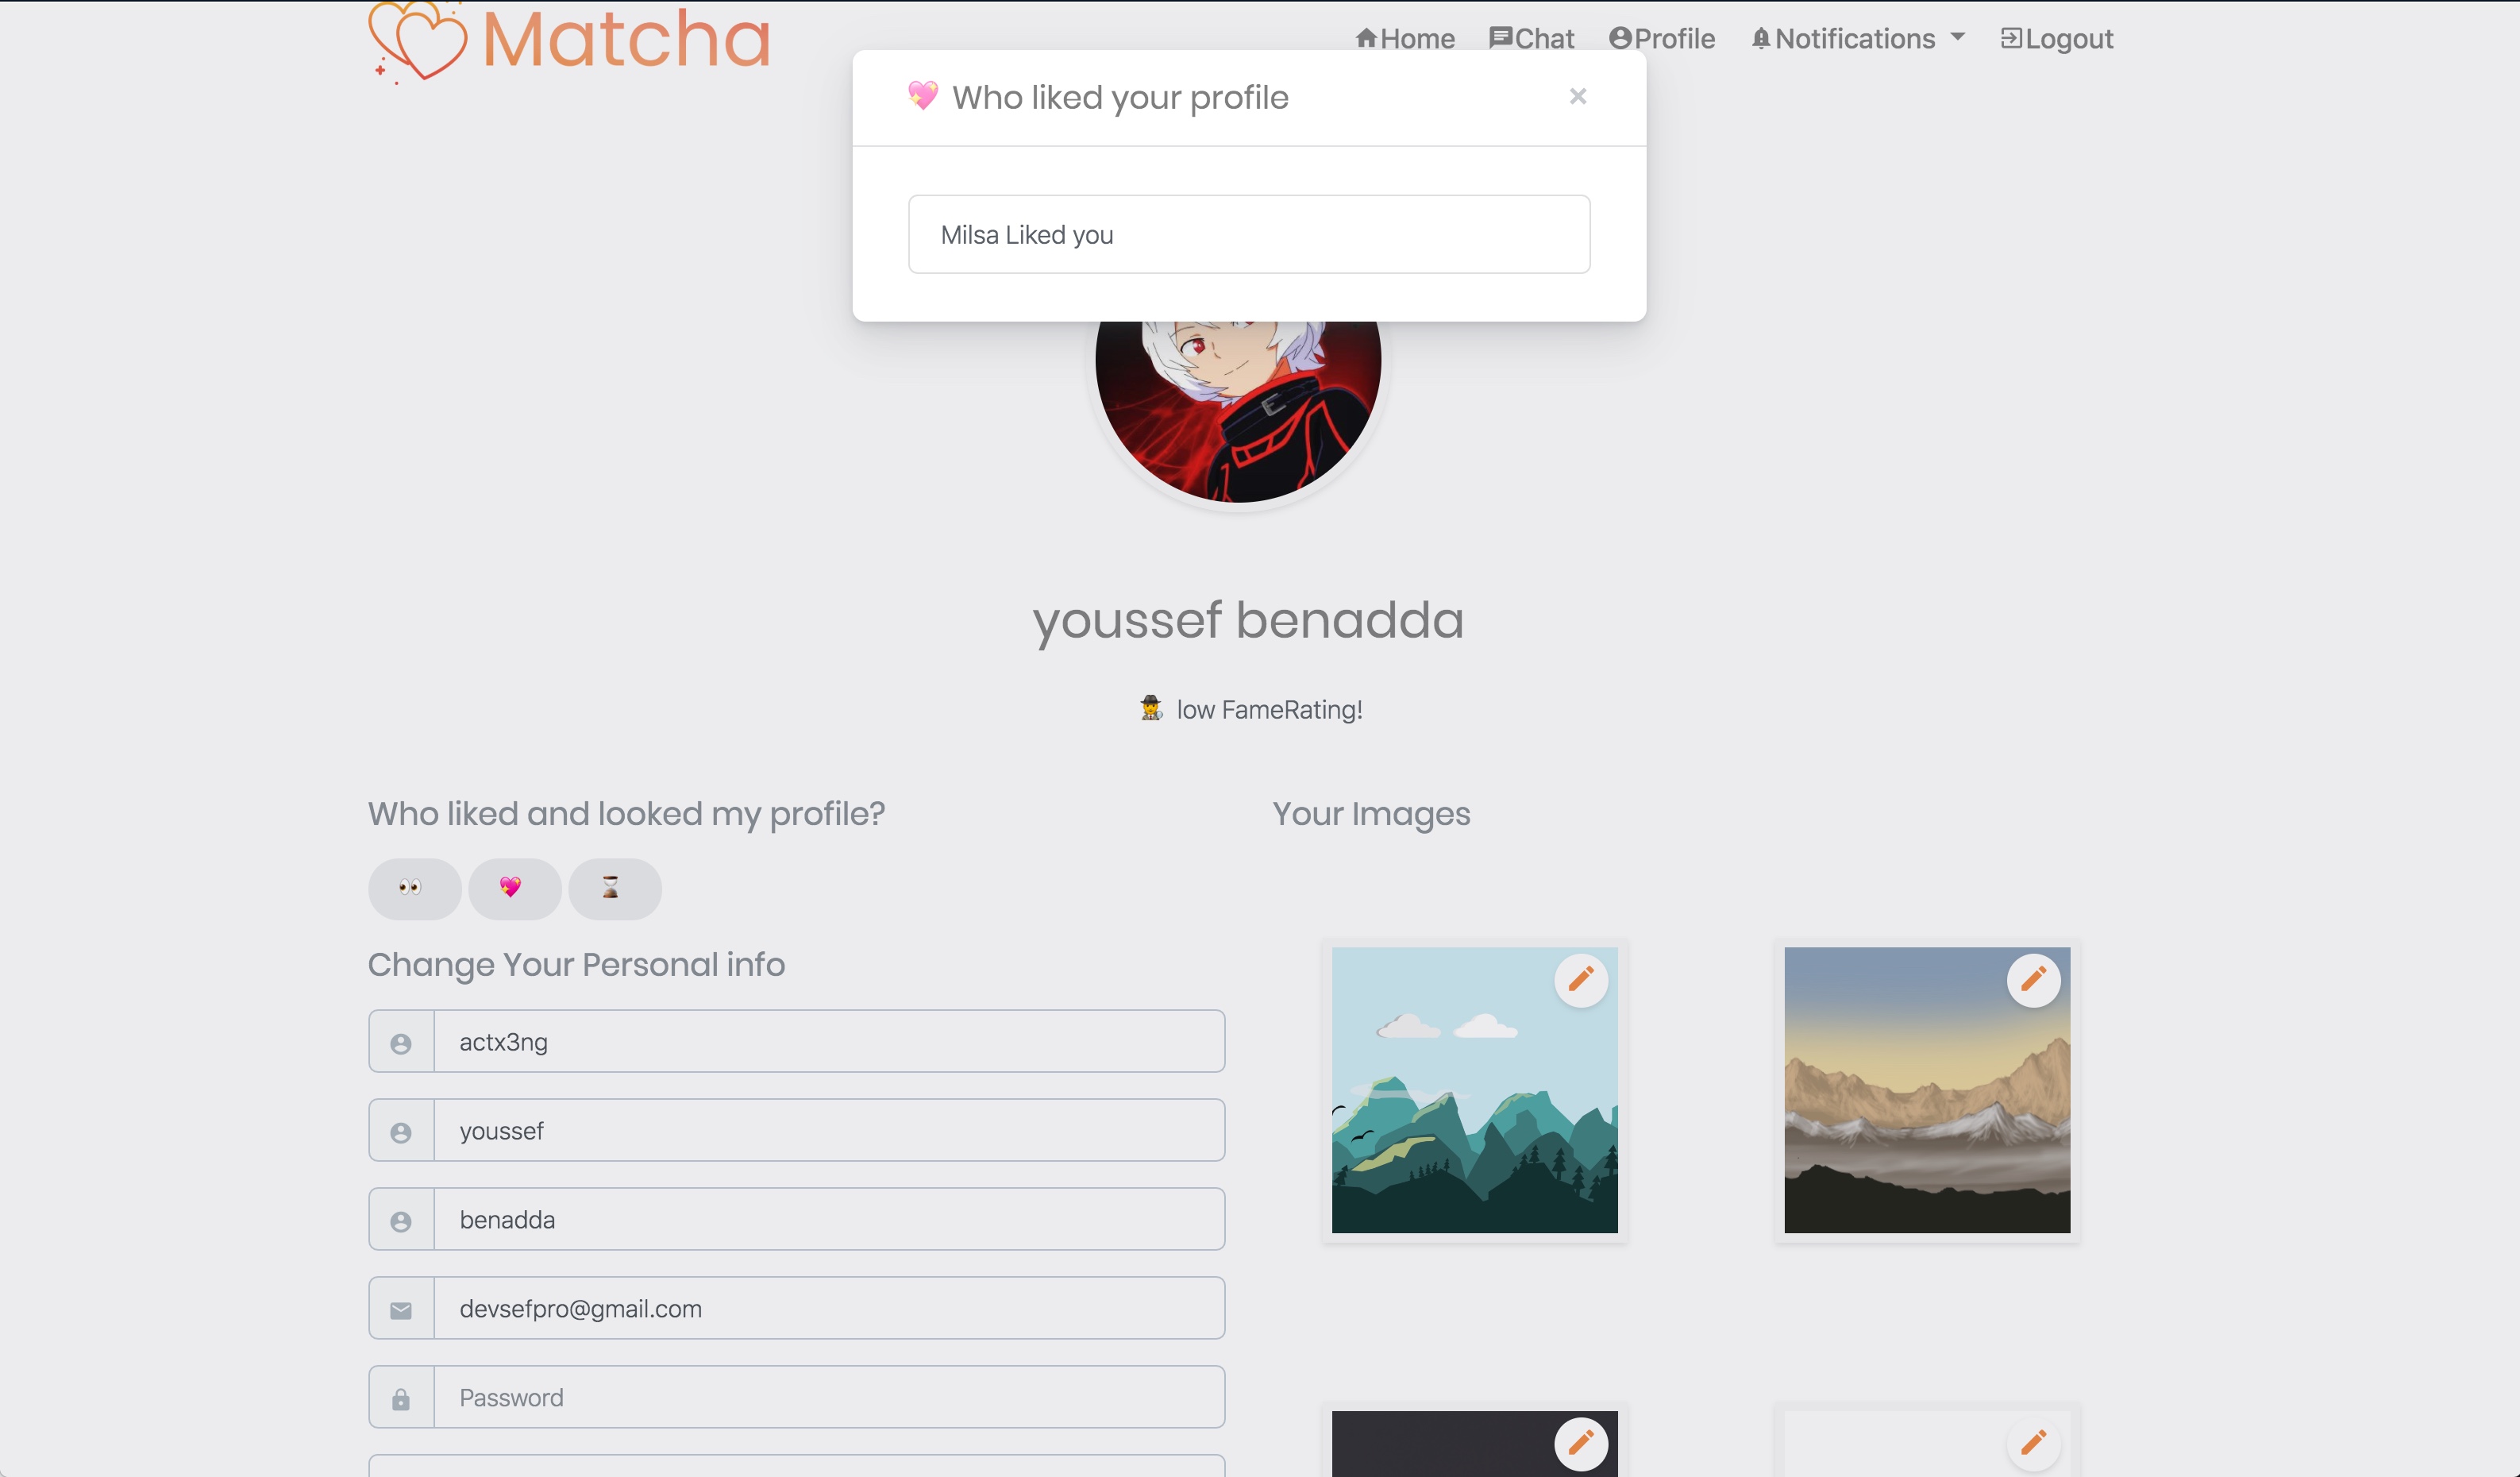 Matcha
Home Chat Profile Notifications Logout
💖 Who liked your profile ×
Milsa Liked you
youssef benadda
🕵️ low FameRating!
Who liked and looked my profile?
👀 💖 ⌛
Change Your Personal info
actx3ng
youssef
benadda
devsefpro@gmail.com
Password
Your Images